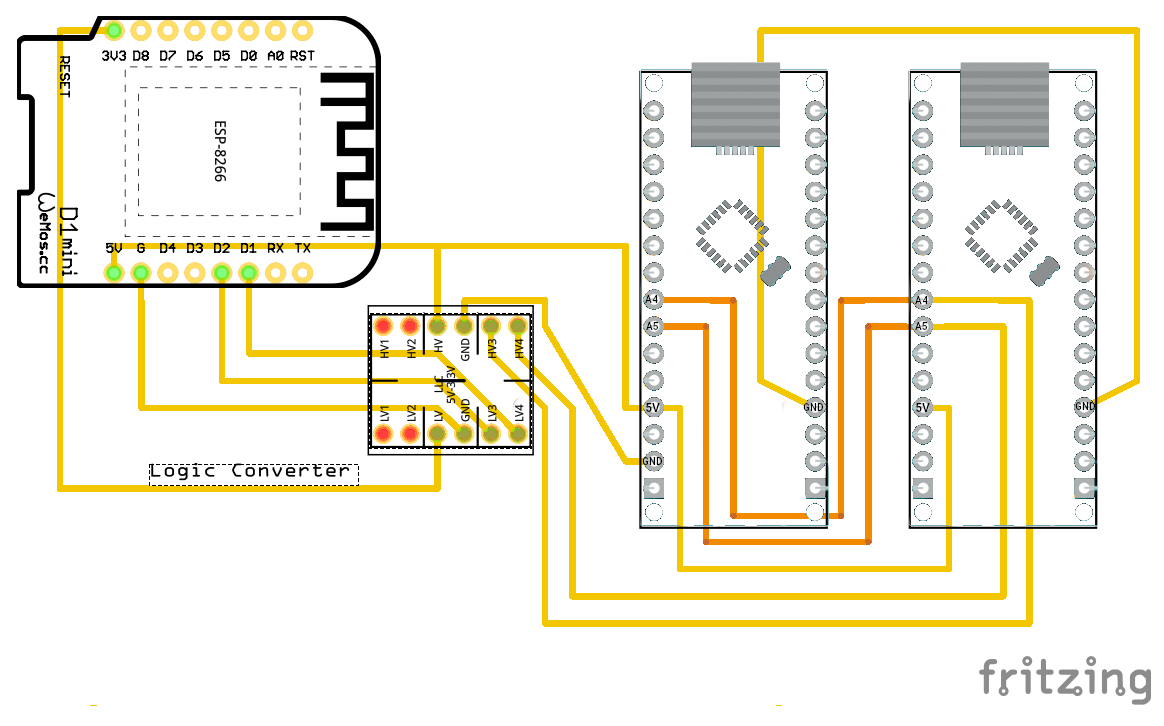 3V3 D8 D7 D6 D5 D0 A0 RST
RESET
ESP-8266
WeMos.cc
D1 mini
5V G D4 D3 D2 D1 RX TX
HV1 HV2 HV GND HV3 HV4
LLC
5V-3.3V
LV1 LV2 LV GND LV3 LV4
Logic Converter
A4
A5
GND
5V
GND
A4
A5
5V
GND
fritzing